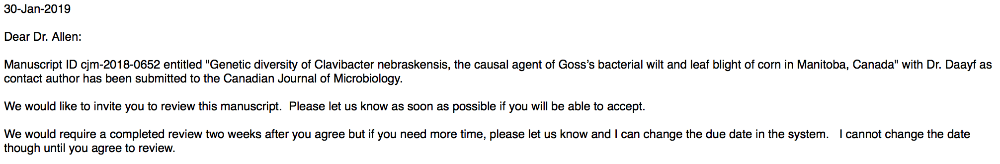 30-Jan-2019
Dear Dr. Allen:
Manuscript ID cjm-2018-0652 entitled "Genetic diversity of Clavibacter nebraskensis, the causal agent of Goss’s bacterial wilt and leaf blight of corn in Manitoba, Canada" with Dr. Daayf as
contact author has been submitted to the Canadian Journal of Microbiology.
We would like to invite you to review this manuscript.  Please let us know as soon as possible if you will be able to accept.
We would require a completed review two weeks after you agree but if you need more time, please let us know and I can change the due date in the system.   I cannot change the date
though until you agree to review.